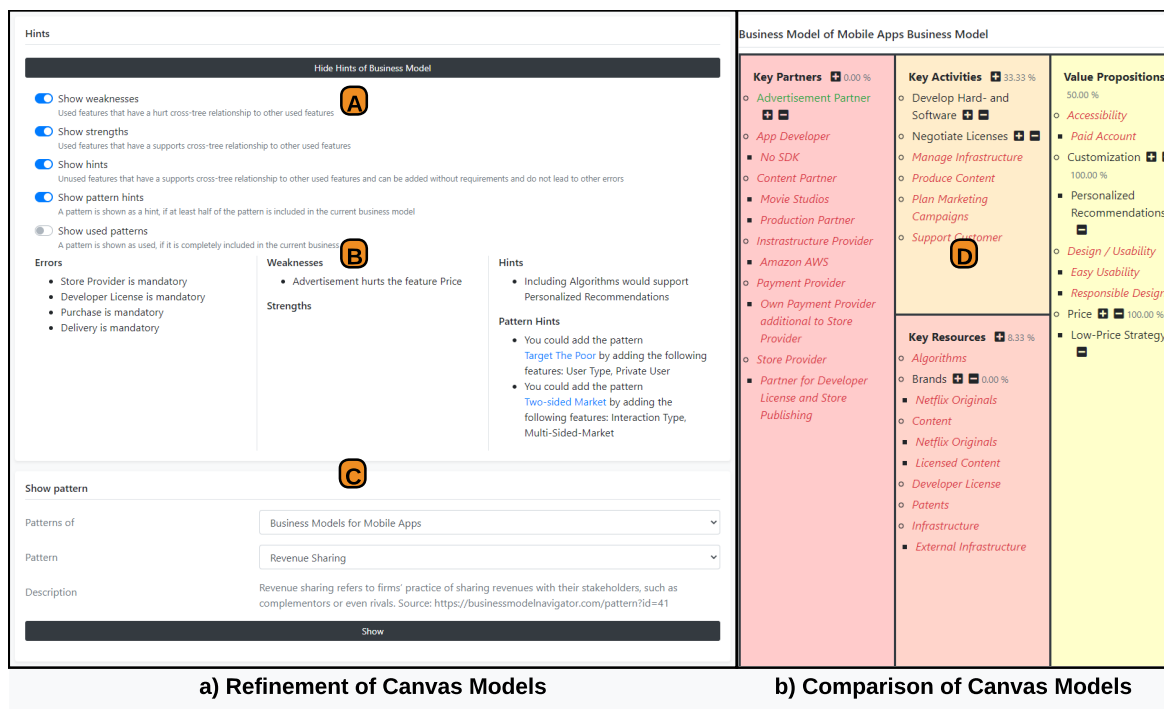 Hints
Hide Hints of Business Model
A
Show weaknesses
Used features that have a hurt cross-tree relationship to other used features
Show strengths
Used features that have a supports cross-tree relationship to other used features
Show hints
Unused features that have a supports cross-tree relationship to other used features and can be added without requirements and do not lead to other errors
Show pattern hints
A pattern is shown as a hint, if at least half of the pattern is included in the current business model
Show used patterns
A pattern is shown as used, if it is completely included in the current business
B
Errors
Store Provider is mandatory
Developer License is mandatory
Purchase is mandatory
Delivery is mandatory
Weaknesses
Advertisement hurts the feature Price
Strengths
Hints
Including Algorithms would support
Personalized Recommendations
Pattern Hints
You could add the pattern
Target The Poor by adding the following
features: User Type, Private User
You could add the pattern
Two-sided Market by adding the
following features: Interaction Type,
Multi-Sided-Market
C
Show pattern
Patterns of
Business Models for Mobile Apps
Pattern
Revenue Sharing
Description
Revenue sharing refers to firms' practice of sharing revenues with their stakeholders, such as
complementors or even rivals. Source: https://businessmodelnavigator.com/pattern?id=41
Show
a) Refinement of Canvas Models
Business Model of Mobile Apps Business Model
Key Partners 0.00 %
Advertisement Partner
App Developer
No SDK
Content Partner
Movie Studios
Production Partner
Instrastructure Provider
Amazon AWS
Payment Provider
Own Payment Provider
additional to Store
Provider
Store Provider
Partner for Developer
License and Store
Publishing
Key Activities 33.33 %
Develop Hard- and
Software
Negotiate Licenses
Manage Infrastructure
Produce Content
Plan Marketing
Campaigns
Support Customer
D
Key Resources 8.33 %
Algorithms
Brands 0.00 %
Netflix Originals
Content
Netflix Originals
Licensed Content
Developer License
Patents
Infrastructure
External Infrastructure
Value Propositions
50.00 %
Accessibility
Paid Account
Customization
100.00 %
Personalized
Recommendations
Design / Usability
Easy Usability
Responsible Design
Price 100.00 %
Low-Price Strategy
b) Comparison of Canvas Models